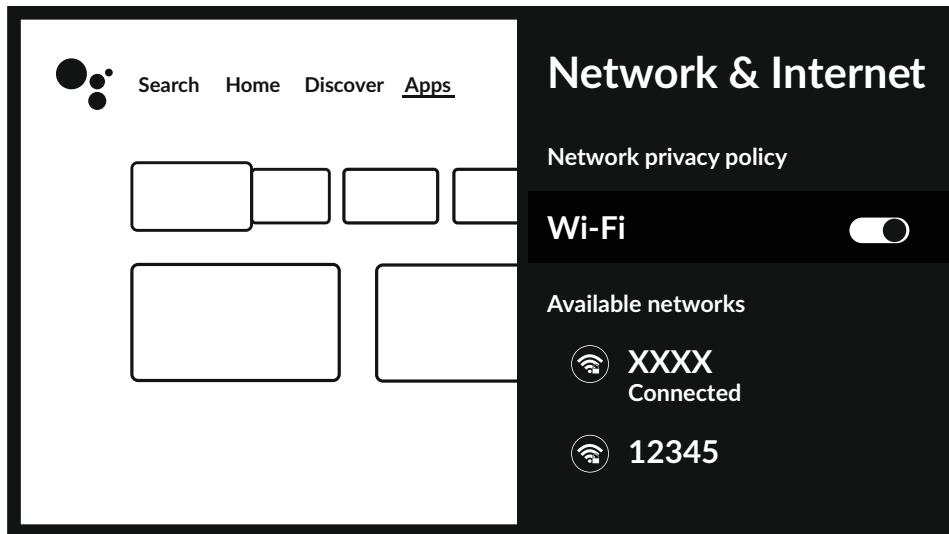 Search Home Discover Apps
Network & Internet
Network privacy policy
Wi-Fi
Available networks
XXXX
Connected
12345